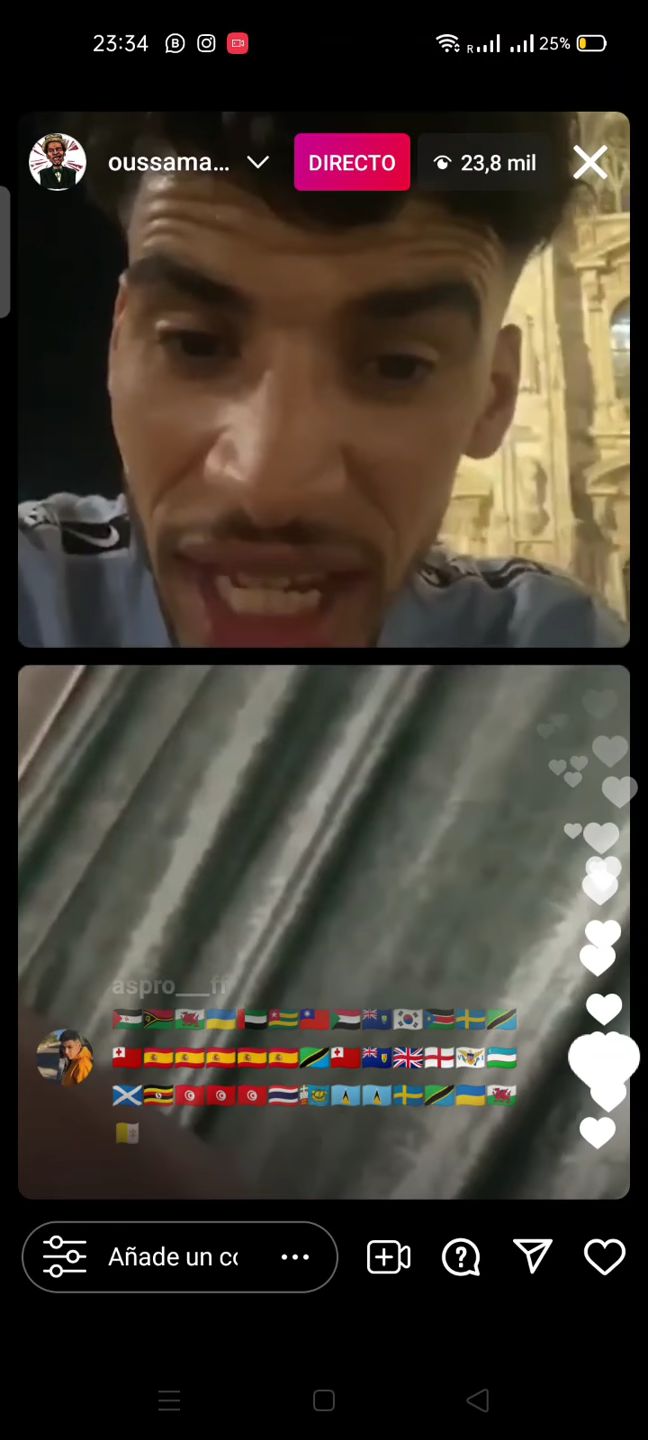 23:34
R
25%
oussama...
DIRECTO
23,8 mil
aspro___ff
Añade un co